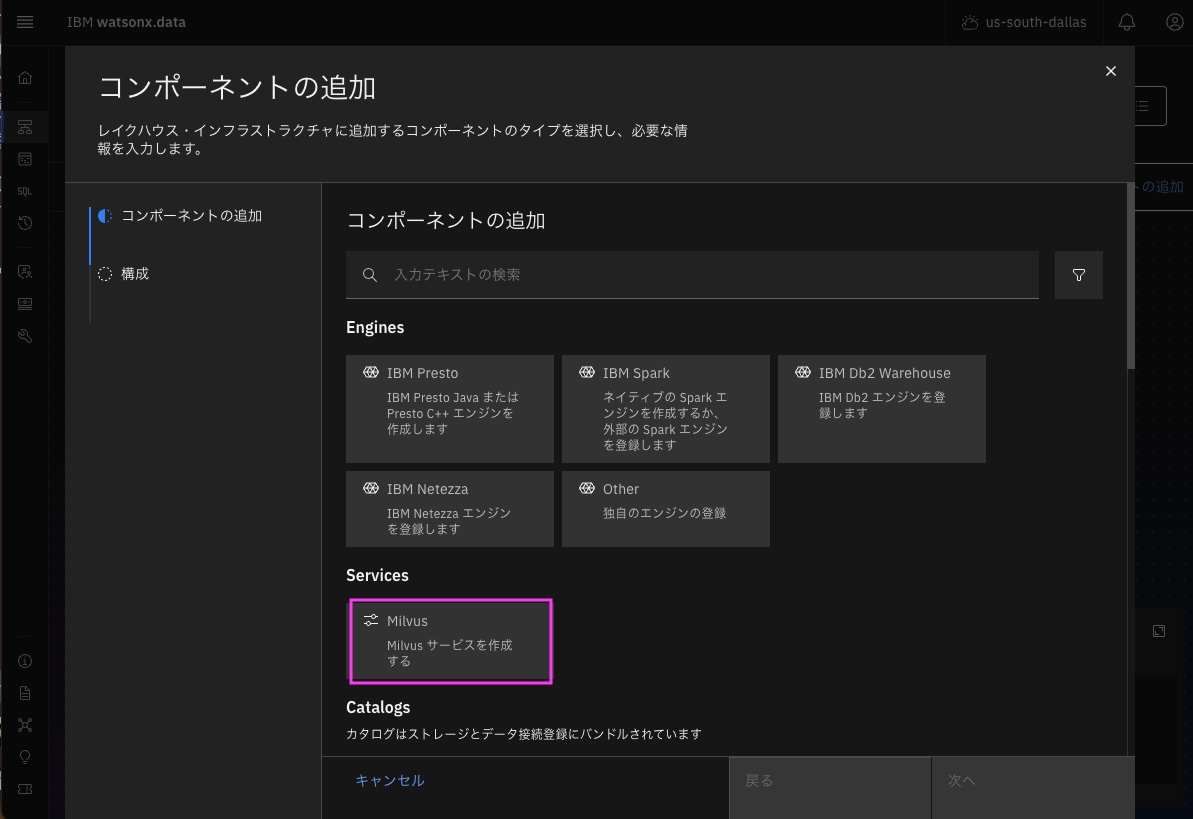 IBM watsonx.data
us-south-dallas
コンポーネントの追加
レイクハウス・インフラストラクチャに追加するコンポーネントのタイプを選択し、必要な情
報を入力します。
トの追加
SQL
コンポーネントの追加
構成
コンポーネントの追加
入力テキストの検索
Engines
IBM Presto
IBM Presto Java または
Presto C++ エンジンを
作成します
IBM Spark
ネイティブの Spark エ
ンジンを作成するか、
外部の Spark エンジン
を登録します
IBM Db2 Warehouse
IBM Db2 エンジンを登
録します
IBM Netezza
IBM Netezza エンジン
を登録します
Other
独自のエンジンの登録
Services
Milvus
Milvus サービスを作成
する
Catalogs
カタログはストレージとデータ接続登録にバンドルされています
キャンセル
戻る
次へ